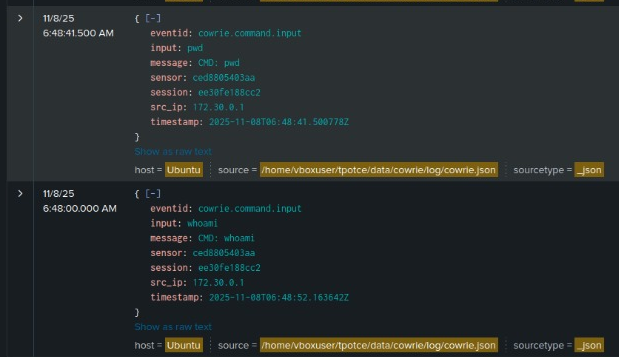 > 11/8/25 { [-]
6:48:41.500 AM eventid: cowrie.command.input
input: pwd
message: CMD: pwd
sensor: ced8805403aa
session: ee30fe188cc2
src_ip: 172.30.0.1
timestamp: 2025-11-08T06:48:41.500778Z
}
Show as raw text
host = Ubuntu source = /home/vboxuser/tpotce/data/cowrie/log/cowrie.json sourcetype = _json
> 11/8/25 { [-]
6:48:00.000 AM eventid: cowrie.command.input
input: whoami
message: CMD: whoami
sensor: ced8805403aa
session: ee30fe188cc2
src_ip: 172.30.0.1
timestamp: 2025-11-08T06:48:52.163642Z
}
Show as raw text
host = Ubuntu source = /home/vboxuser/tpotce/data/cowrie/log/cowrie.json sourcetype = _json